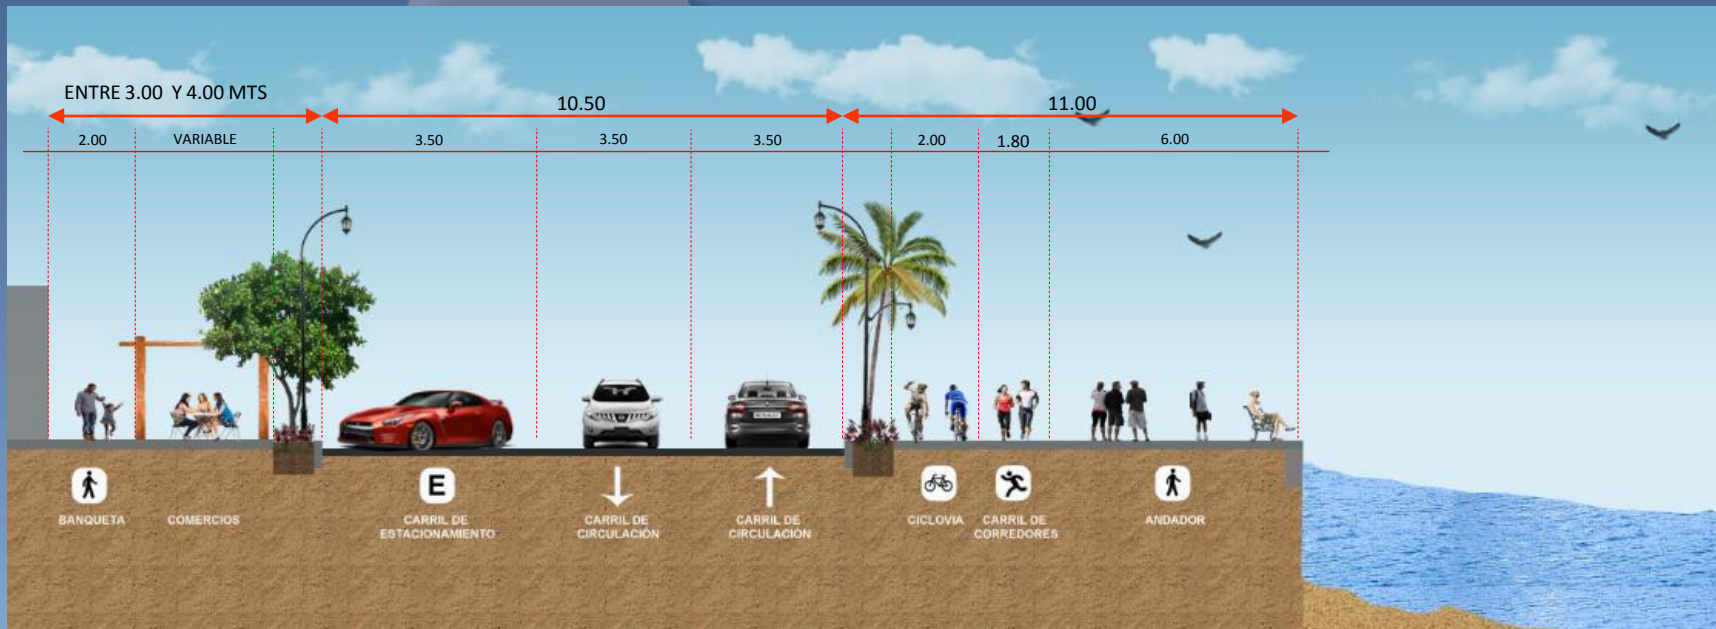 ENTRE 3.00 Y 4.00 MTS
10.50
11.00
2.00
VARIABLE
3.50
3.50
3.50
2.00
1.80
6.00
E
BANQUETA
COMERCIOS
CARRIL DE
ESTACIONAMIENTO
CARRIL DE
CIRCULACIÓN
CARRIL DE
CIRCULACIÓN
CICLOVIA
CARRIL DE
CORREDORES
ANDADOR